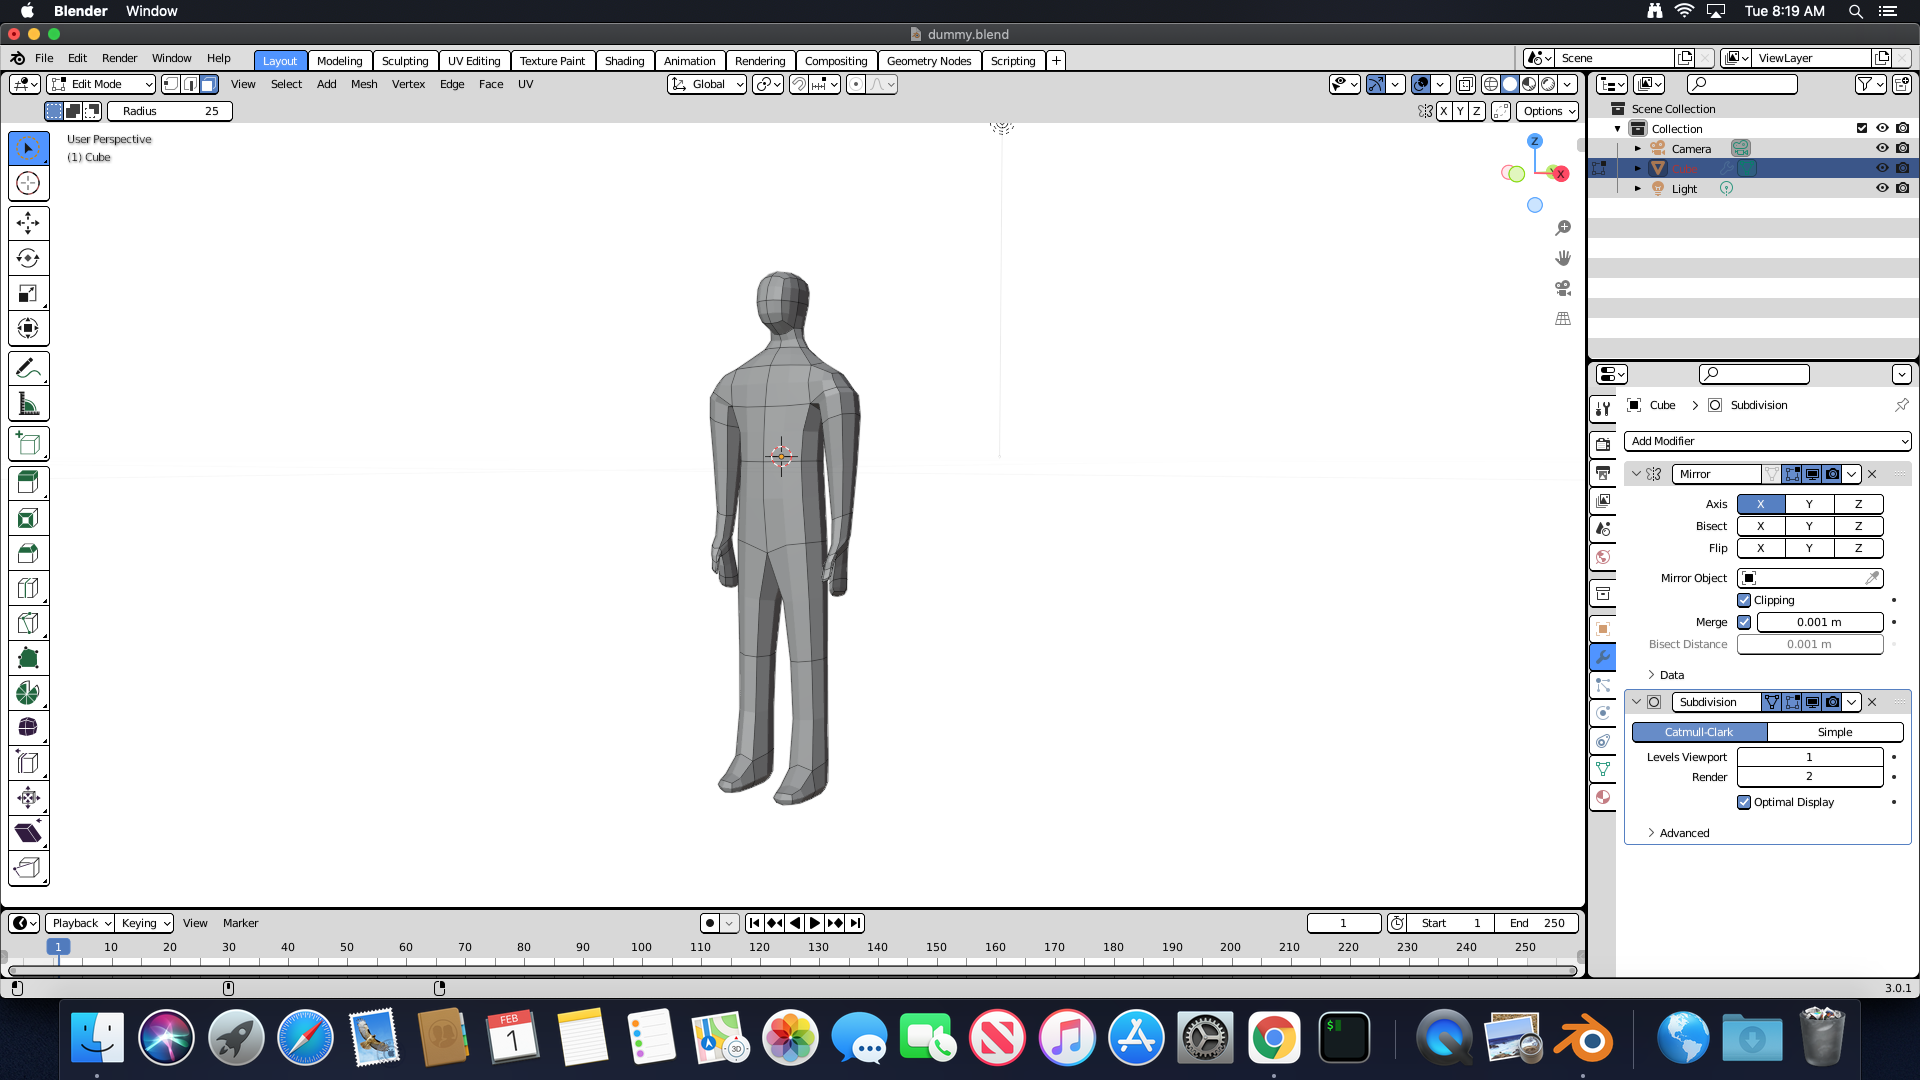 Blender Window Tue 8:19 AM
dummy.blend
File Edit Render Window Help Layout Modeling Sculpting UV Editing Texture Paint Shading Animation Rendering Compositing Geometry Nodes Scripting + Scene ViewLayer
Edit Mode View Select Add Mesh Vertex Edge Face UV Global
Radius 25 X Y Z Options
User Perspective
(1) Cube
Z
X
Scene Collection
Collection
Camera
Cube
Light
Cube > Subdivision
Add Modifier
Mirror
Axis X Y Z
Bisect X Y Z
Flip X Y Z
Mirror Object
Clipping
Merge 0.001 m
Bisect Distance 0.001 m
Data
Subdivision
Catmull-Clark Simple
Levels Viewport 1
Render 2
Optimal Display
Advanced
Playback Keying View Marker 1 Start 1 End 250
1 10 20 30 40 50 60 70 80 90 100 110 120 130 140 150 160 170 180 190 200 210 220 230 240 250
3.0.1
FEB
1
3D
$